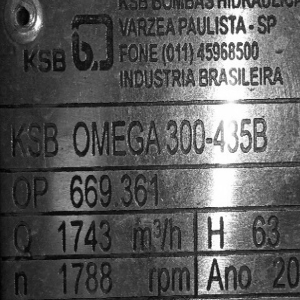 KSB BOMBAS HIDRÁULICA
VARZEA PAULISTA - SP
KSB FONE (011) 45968500
INDUSTRIA BRASILEIRA
KSB OMEGA 300-435B
OP 669.361
Q 1743 m³/h H 63
n 1788 rpm Ano 20